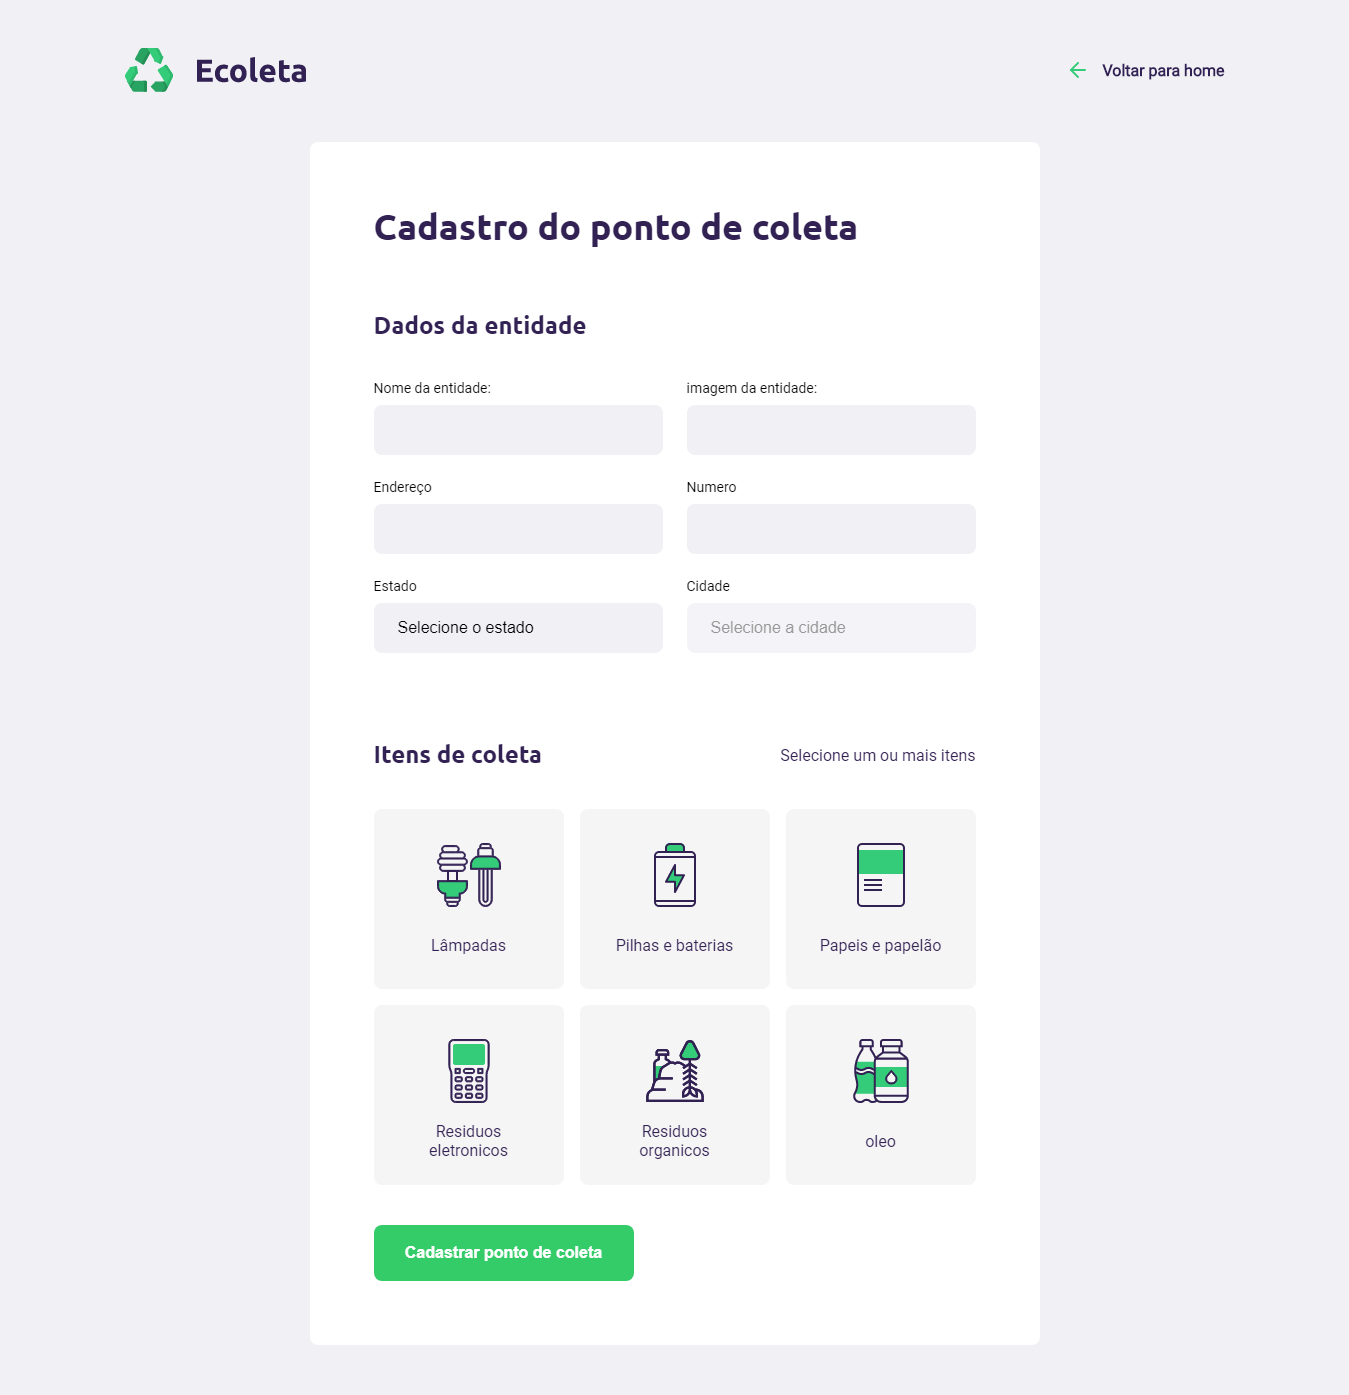 Ecoleta
Voltar para home
Cadastro do ponto de coleta
Dados da entidade
Nome da entidade:
imagem da entidade:
Endereço
Numero
Estado
Cidade
Selecione o estado
Selecione a cidade
Itens de coleta
Selecione um ou mais itens
Lâmpadas
Pilhas e baterias
Papeis e papelão
Residuos
eletronicos
Residuos
organicos
oleo
Cadastrar ponto de coleta